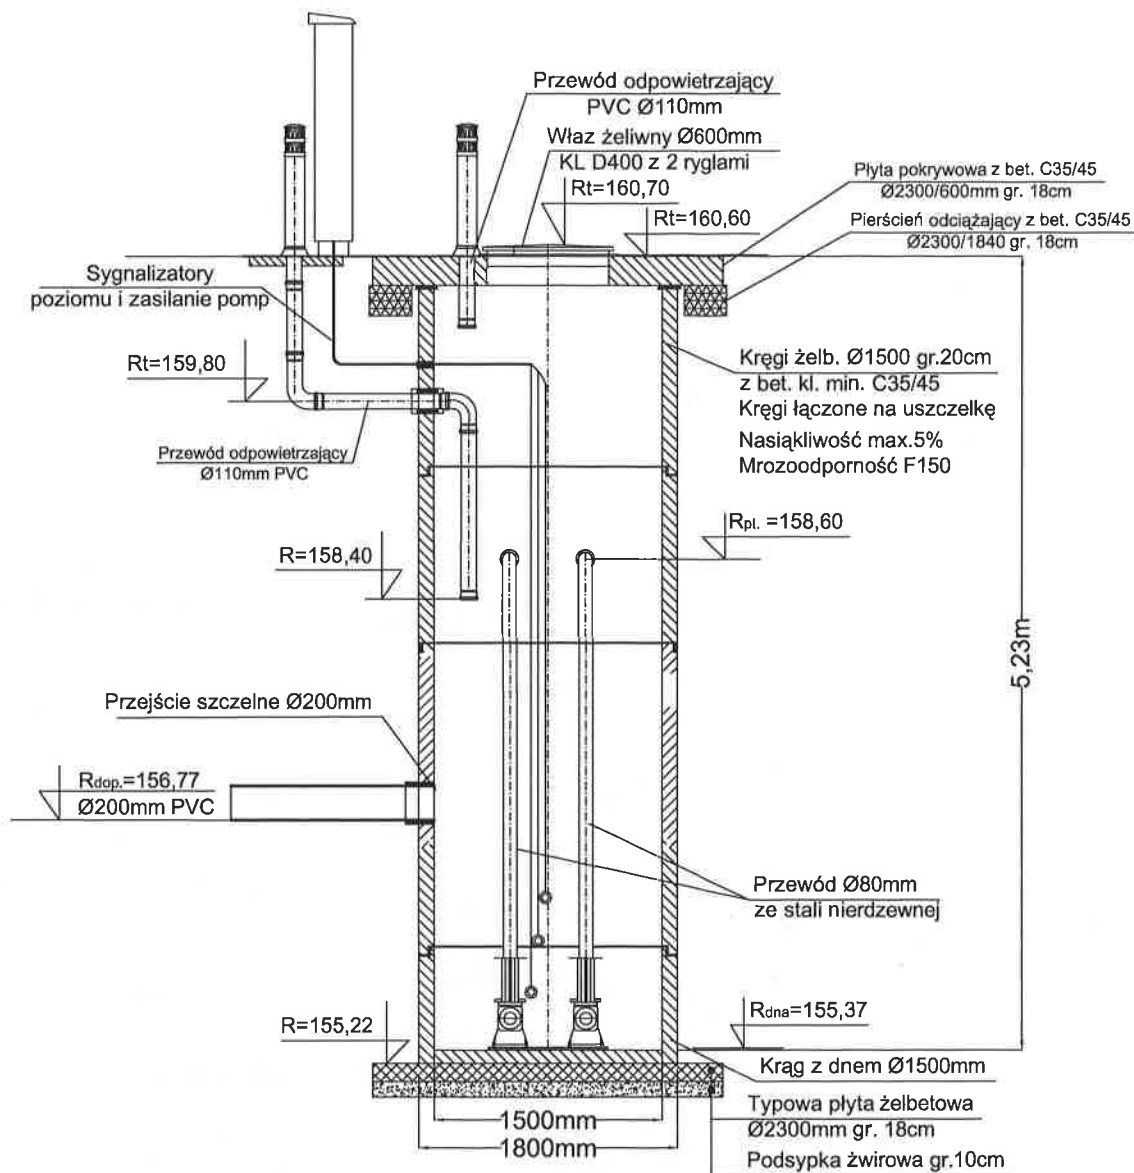 Przewód odpowietrzający
PVC Ø110mm
Właz żeliwny Ø600mm
KL D400 z 2 ryglami
Rt=160,70
Rt=160,60
Płyta pokrywowa z bet. C35/45
Ø2300/600mm gr. 18cm
Pierścień odciążający z bet. C35/45
Ø2300/1840 gr. 18cm
Sygnalizatory
poziomu i zasilanie pomp
Rt=159,80
Przewód odpowietrzający
Ø110mm PVC
Kręgi żelb. Ø1500 gr.20cm
z bet. kl. min. C35/45
Kręgi łączone na uszczelkę
Nasiąkliwość max.5%
Mrozoodporność F150
Rpl. =158,60
R=158,40
5,23m
Przejście szczelne Ø200mm
Rdop.=156,77
Ø200mm PVC
Przewód Ø80mm
ze stali nierdzewnej
R=155,22
Rdna=155,37
Krąg z dnem Ø1500mm
1500mm
1800mm
Typowa płyta żelbetowa
Ø2300mm gr. 18cm
Podsypka żwirowa gr.10cm